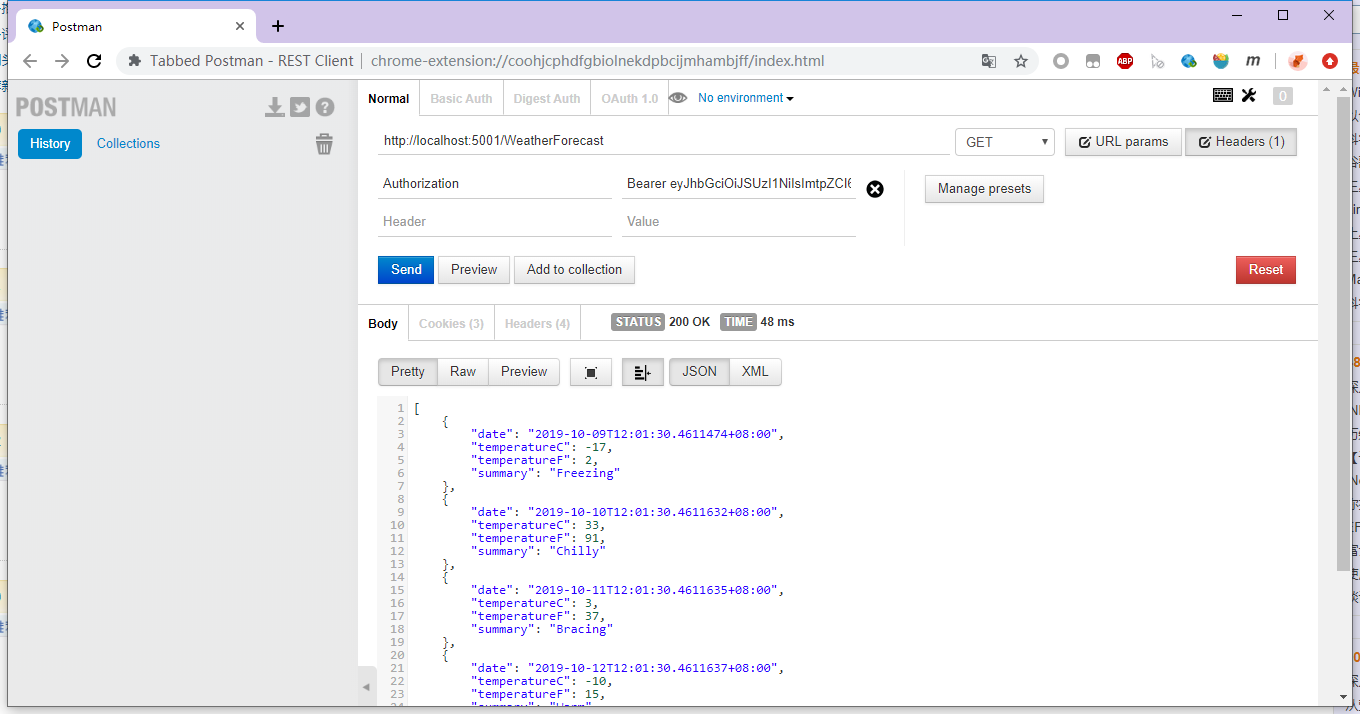 Postman
Tabbed Postman - REST Client | chrome-extension://coohjcphdfgbiolnekdpbcijmhambjff/index.html
ABP
m
POSTMAN
History Collections
Normal Basic Auth Digest Auth OAuth 1.0 No environment 0
http://localhost:5001/WeatherForecast GET URL params Headers (1)
Authorization Bearer eyJhbGciOiJSUzI1NiIsImtpZCI6 Manage presets
Header Value
Send Preview Add to collection Reset
Body Cookies (3) Headers (4) STATUS 200 OK TIME 48 ms
Pretty Raw Preview JSON XML
1 [
2 {
3 "date": "2019-10-09T12:01:30.4611474+08:00",
4 "temperatureC": -17,
5 "temperatureF": 2,
6 "summary": "Freezing"
7 },
8 {
9 "date": "2019-10-10T12:01:30.4611632+08:00",
10 "temperatureC": 33,
11 "temperatureF": 91,
12 "summary": "Chilly"
13 },
14 {
15 "date": "2019-10-11T12:01:30.4611635+08:00",
16 "temperatureC": 3,
17 "temperatureF": 37,
18 "summary": "Bracing"
19 },
20 {
21 "date": "2019-10-12T12:01:30.4611637+08:00",
22 "temperatureC": -10,
23 "temperatureF": 15,
24 "summary": "Warm"